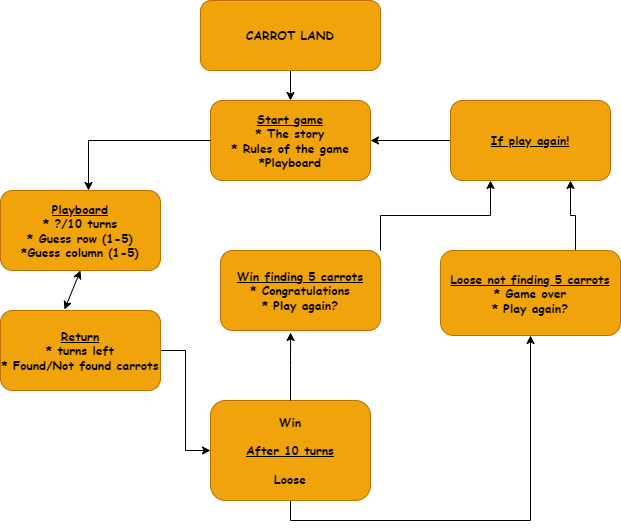 CARROT LAND
Start game
* The story
* Rules of the game
*Playboard
If play again!
Playboard
* ?/10 turns
* Guess row (1-5)
*Guess column (1-5)
Win finding 5 carrots
* Congratulations
* Play again?
Loose not finding 5 carrots
* Game over
* Play again?
Return
* turns left
* Found/Not found carrots
Win
After 10 turns
Loose